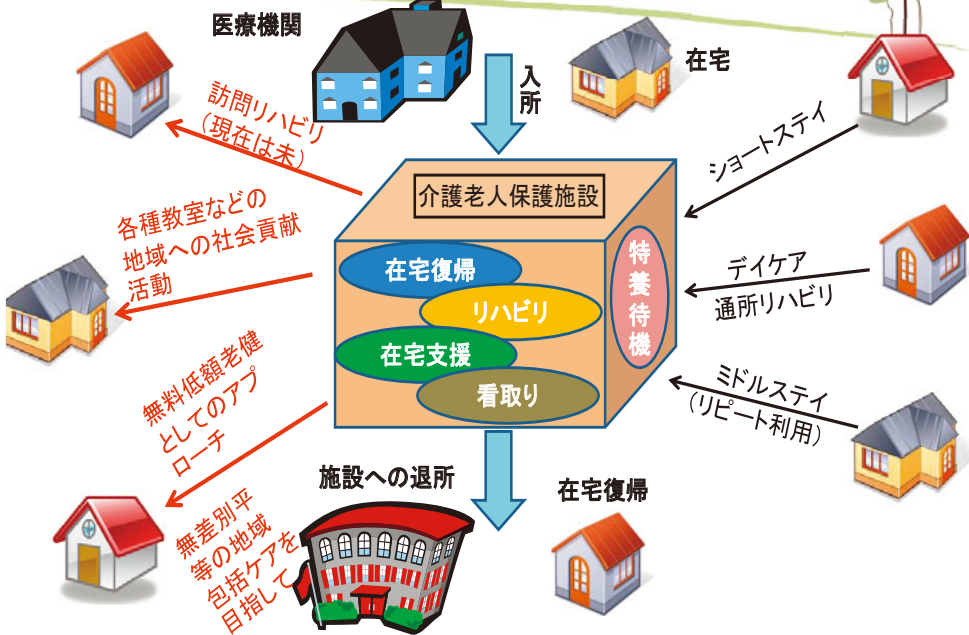 医療機関
在宅
入所
訪問リハビリ
（現在は未）
ショートステイ
介護老人保護施設
各種教室などの
地域への社会貢献
活動
在宅復帰
リハビリ
在宅支援
看取り
特養待機
デイケア
通所リハビリ
ミドルステイ
（リピート利用）
無料低額老健
としてのアプ
ローチ
施設への退所
在宅復帰
無差別平
等の地域
包括ケアを
目指して